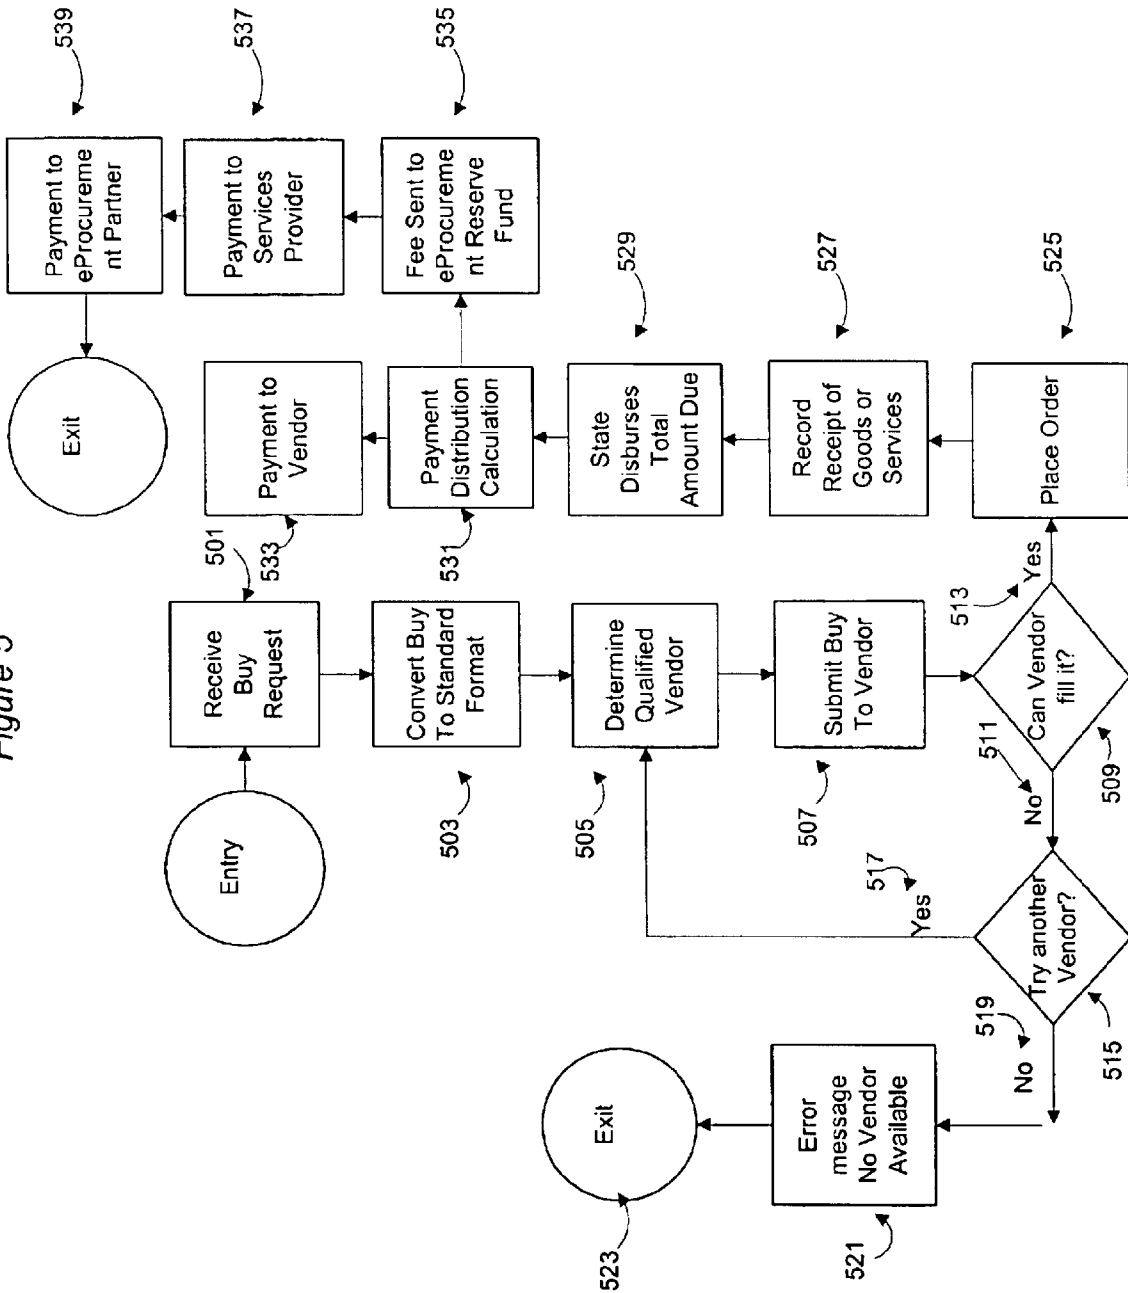 Figure 5
Entry
Receive
Buy
Request
501
Convert Buy
To Standard
Format
503
Determine
Qualified
Vendor
505
Submit Buy
To Vendor
507
Can Vendor
fill it?
509
No
511
Yes
513
Try another
Vendor?
515
Yes
517
No
519
Error
message
No Vendor
Available
521
Exit
523
Place Order
525
Record
Receipt of
Goods or
Services
527
State
Disburses
Total
Amount Due
529
Payment
Distribution
Calculation
531
Payment to
Vendor
533
Fee Sent to
eProcureme
nt Reserve
Fund
535
Payment to
Services
Provider
537
Payment to
eProcureme
nt Partner
539
Exit